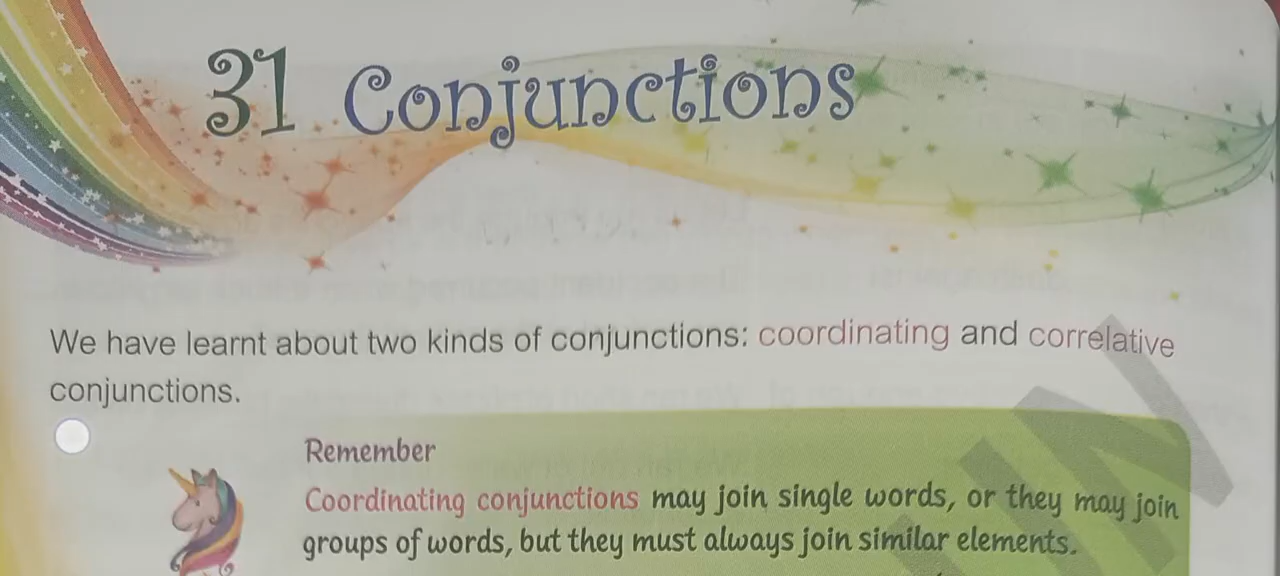 31 Conjunctions
We have learnt about two kinds of conjunctions: coordinating and correlative
conjunctions.
Remember
Coordinating conjunctions may join single words, or they may join
groups of words, but they must always join similar elements.